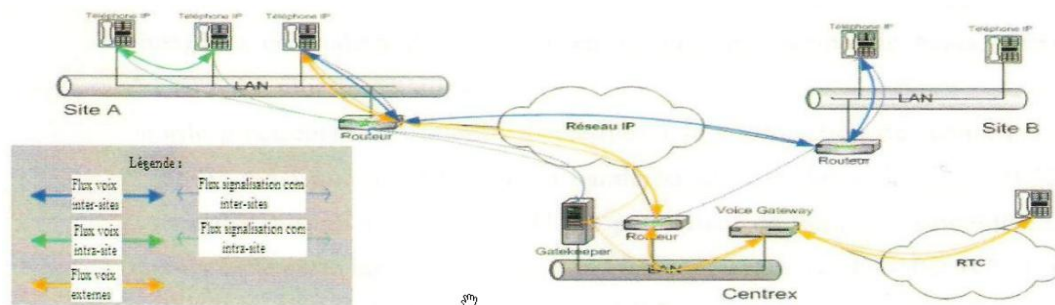 Téléphone IP
Téléphone IP
Téléphone IP
Téléphone IP
Téléphone IP
LAN
Site A
Routeur
Réseau IP
LAN
Site B
Routeur
Légende :
Flux voix
inter-sites
Flux signalisation com
inter-sites
Flux voix
intra-site
Flux signalisation com
intra-site
Flux voix
externes
Gatekeeper
Routeur
Voice Gateway
LAN
Centrex
RTC